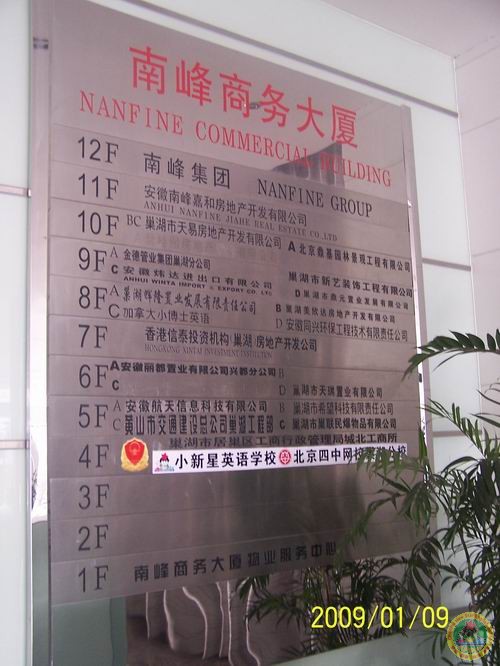 南峰商务大厦
NANFINE COMMERCIAL BUILDING
12F 南峰集团 NANFINE GROUP
11F 安徽南峰嘉和房地产开发有限公司
ANHUI NANFINE JIAHE REAL ESTATE CO.,LTD
10F BC 巢湖市天易房地产开发有限公司 A 北京鼎基园林景观工程有限公司
9F A 金德管业集团巢湖分公司 巢湖市新艺装饰工程有限公司
C 安徽炜达进出口有限公司 D 巢湖市鼎元置业发展有限公司
ANHUI WINTA IMPORT & EXPORT CO. LTD
8F A 巢湖辉隆置业发展有限责任公司 B 巢湖美欣达房地产开发有限公司
C 加拿大小博士英语 D 安徽同兴环保工程技术有限责任公司
7F 香港信泰投资机构(巢湖)房地产开发公司
HONGKONG XINTAI INVESTMENT INSTITUTION
6F A 安徽丽都置业有限公司兴都分公司 B
C D 巢湖市天瑞置业有限公司
5F A 安徽航天信息科技有限公司 B 巢湖市希望科技有限责任公司
C 黄山市交通建设总公司巢湖工程部 C 巢湖市巢联民爆物品有限公司
巢湖市居巢区工商行政管理局城北工商所
4F 小新星英语学校 北京四中网校巢湖分校
3F
2F
1F 南峰商务大厦物业服务中心
2009/01/09